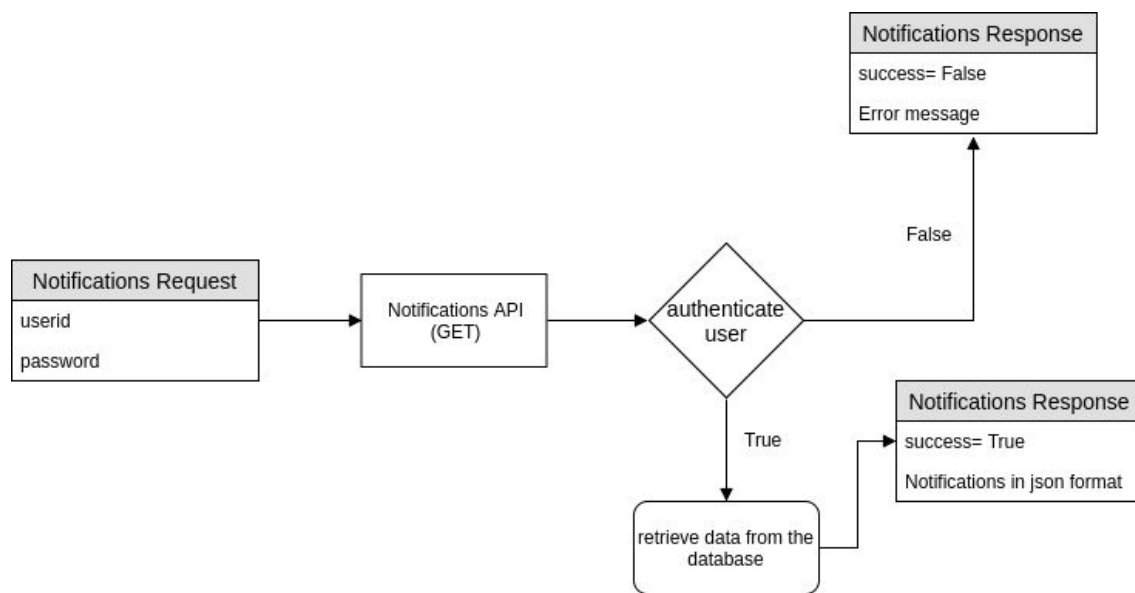 Notifications Response
success= False
Error message
False
Notifications Request
userid
password
Notifications API
(GET)
authenticate
user
True
Notifications Response
success= True
Notifications in json format
retrieve data from the
database